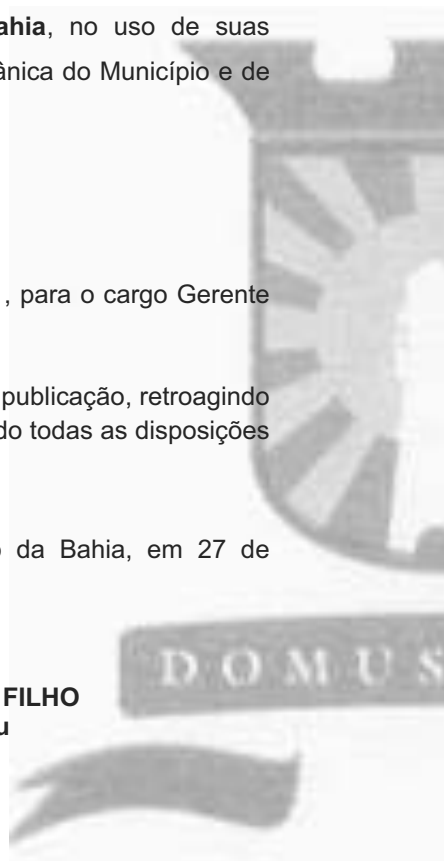 ahia, no uso de suas
ânica do Município e de
, para o cargo Gerente
publicação, retroagindo
do todas as disposições
da Bahia, em 27 de
FILHO
u
DOMUS